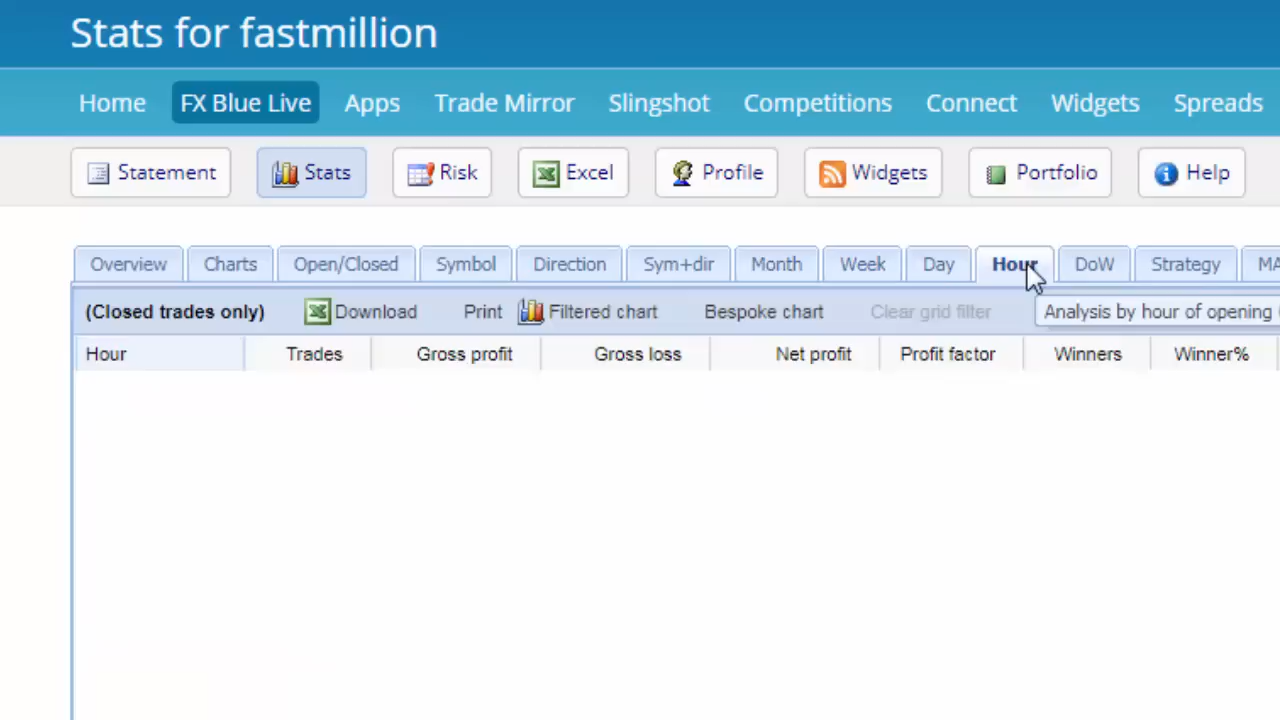 Stats for fastmillion
Home FX Blue Live Apps Trade Mirror Slingshot Competitions Connect Widgets Spreads
Statement Stats Risk Excel Profile Widgets Portfolio Help
Overview Charts Open/Closed Symbol Direction Sym+dir Month Week Day Hour DoW Strategy MA
(Closed trades only) Download Print Filtered chart Bespoke chart Clear grid filter Analysis by hour of opening
Hour Trades Gross profit Gross loss Net profit Profit factor Winners Winner%